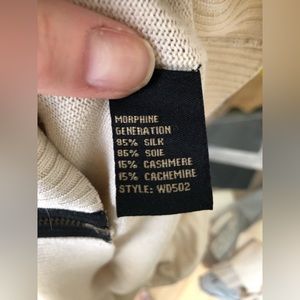 MORPHINE
GENERATION
85% SILK
85% SOIE
15% CASHMERE
15% CACHEMIRE
STYLE: WD502